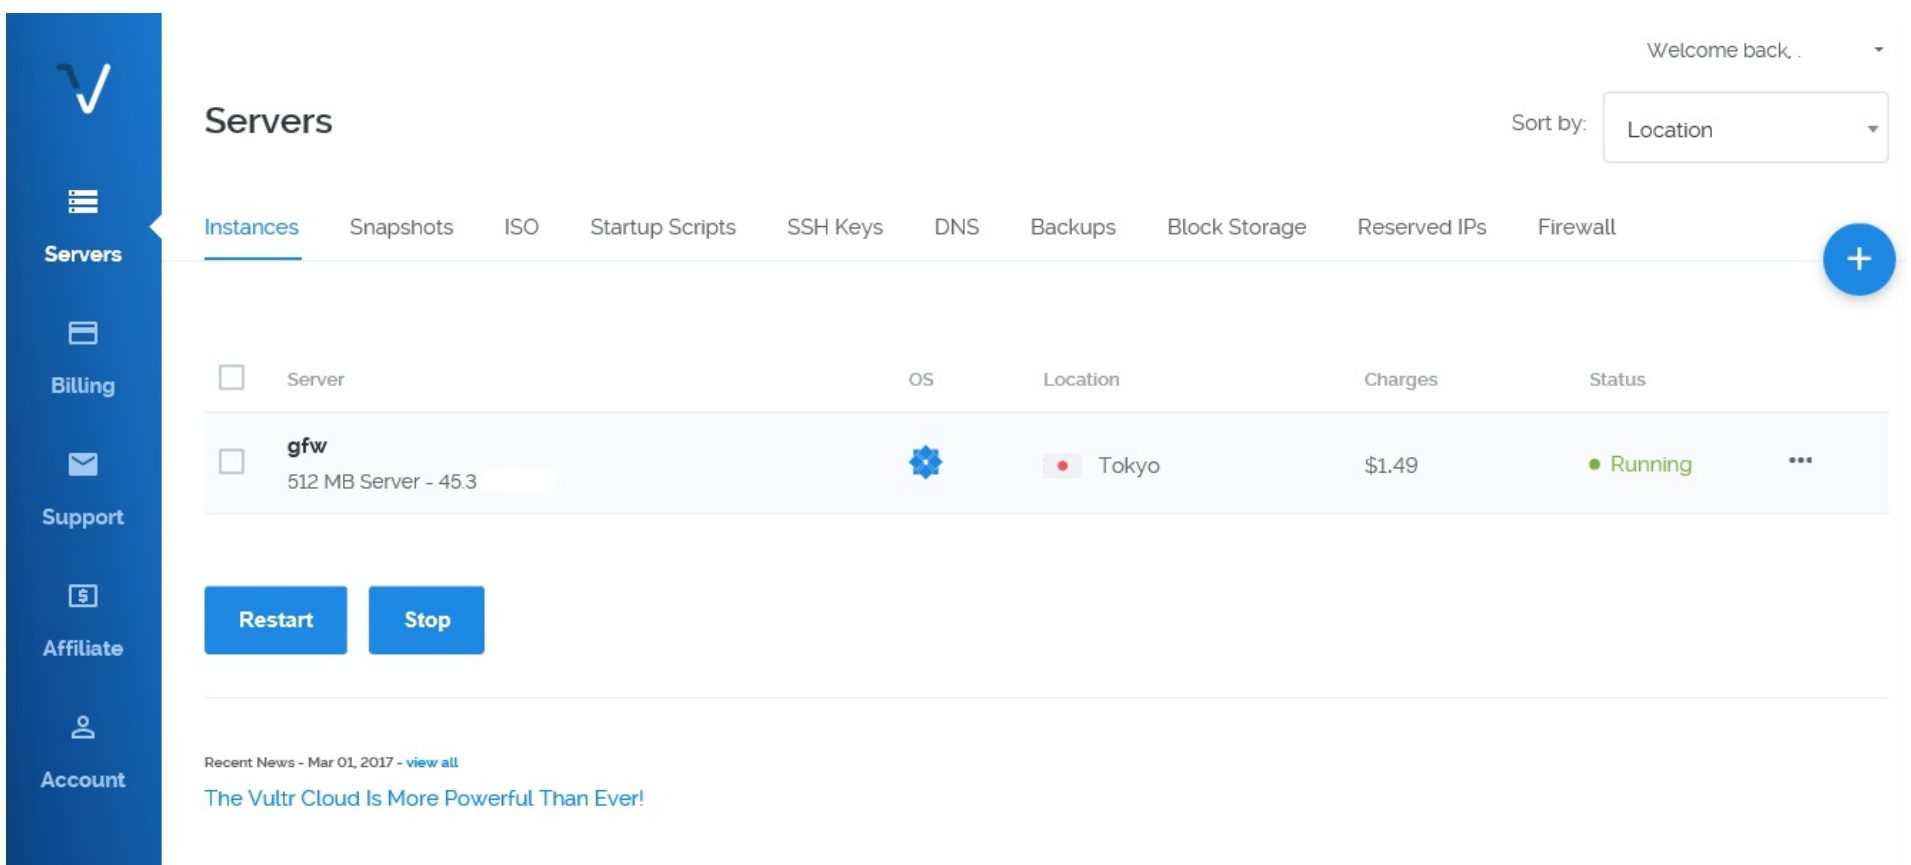 Welcome back, .
Servers
Sort by:
Location
Instances Snapshots ISO Startup Scripts SSH Keys DNS Backups Block Storage Reserved IPs Firewall
Servers
Billing
Support
Affiliate
Account
Server OS Location Charges Status
gfw
512 MB Server - 45.3
Tokyo $1.49 Running
Restart Stop
Recent News - Mar 01, 2017 - view all
The Vultr Cloud Is More Powerful Than Ever!